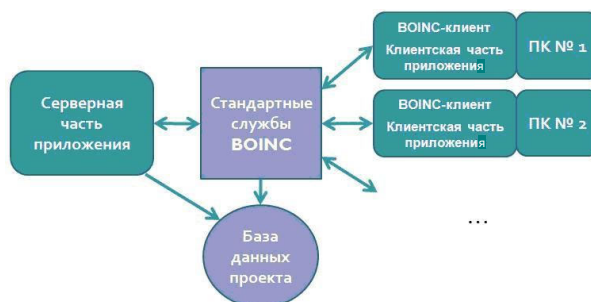 BOINC-клиент
Клиентская часть
приложения
ПК № 1
BOINC-клиент
Клиентская часть
приложения
ПК № 2
Серверная
часть
приложения
Стандартные
службы
BOINC
...
База
данных
проекта